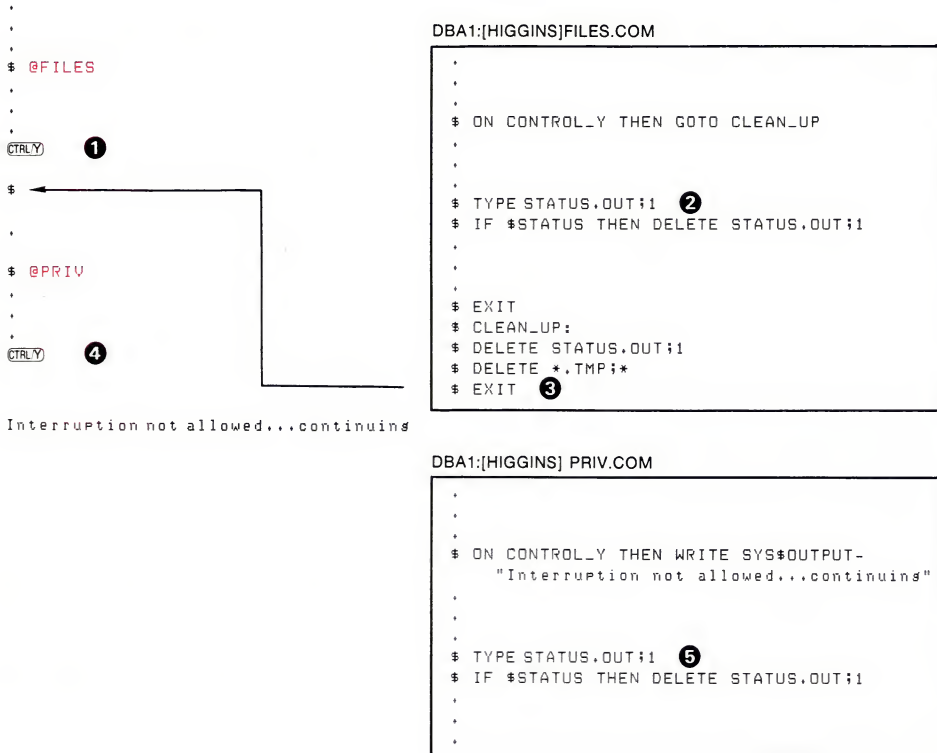 .
.
.
$ @FILES
.
.
.
CTRL/Y 1
$
.
$ @PRIV
.
.
.
CTRL/Y 4
Interruption not allowed...continuing
DBA1:[HIGGINS]FILES.COM
.
.
.
$ ON CONTROL_Y THEN GOTO CLEAN_UP
.
.
.
$ TYPE STATUS.OUT;1 2
$ IF $STATUS THEN DELETE STATUS.OUT;1
.
.
.
$ EXIT
$ CLEAN_UP:
$ DELETE STATUS.OUT;1
$ DELETE *.TMP;*
$ EXIT 3
DBA1:[HIGGINS] PRIV.COM
.
.
.
$ ON CONTROL_Y THEN WRITE SYS$OUTPUT-
"Interruption not allowed...continuing"
.
.
.
$ TYPE STATUS.OUT;1 5
$ IF $STATUS THEN DELETE STATUS.OUT;1
.
.
.